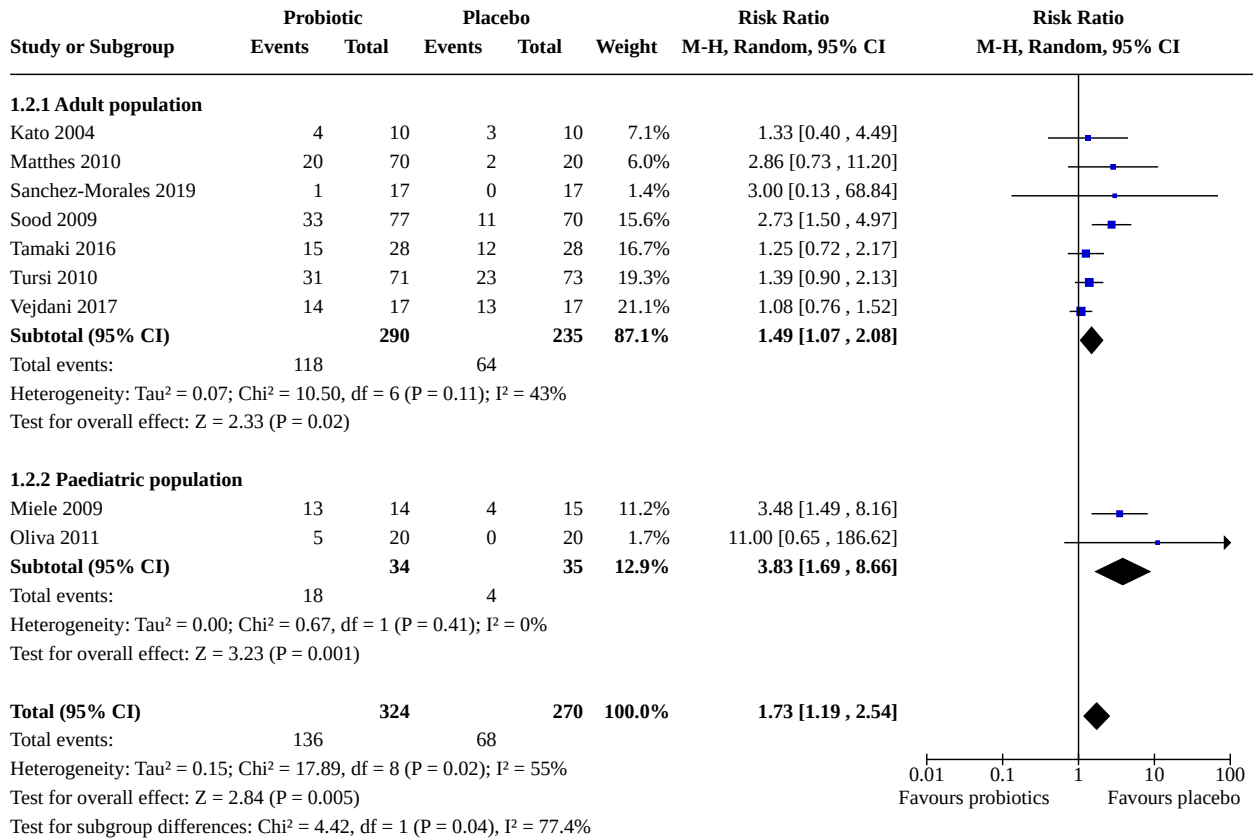 Probiotic Placebo Risk Ratio Risk Ratio
Study or Subgroup Events Total Events Total Weight M-H, Random, 95% CI M-H, Random, 95% CI
1.2.1 Adult population
Kato 2004 4 10 3 10 7.1% 1.33 [0.40 , 4.49]
Matthes 2010 20 70 2 20 6.0% 2.86 [0.73 , 11.20]
Sanchez-Morales 2019 1 17 0 17 1.4% 3.00 [0.13 , 68.84]
Sood 2009 33 77 11 70 15.6% 2.73 [1.50 , 4.97]
Tamaki 2016 15 28 12 28 16.7% 1.25 [0.72 , 2.17]
Tursi 2010 31 71 23 73 19.3% 1.39 [0.90 , 2.13]
Vejdani 2017 14 17 13 17 21.1% 1.08 [0.76 , 1.52]
Subtotal (95% CI) 290 235 87.1% 1.49 [1.07 , 2.08]
Total events: 118 64
Heterogeneity: Tau² = 0.07; Chi² = 10.50, df = 6 (P = 0.11); I² = 43%
Test for overall effect: Z = 2.33 (P = 0.02)
1.2.2 Paediatric population
Miele 2009 13 14 4 15 11.2% 3.48 [1.49 , 8.16]
Oliva 2011 5 20 0 20 1.7% 11.00 [0.65 , 186.62]
Subtotal (95% CI) 34 35 12.9% 3.83 [1.69 , 8.66]
Total events: 18 4
Heterogeneity: Tau² = 0.00; Chi² = 0.67, df = 1 (P = 0.41); I² = 0%
Test for overall effect: Z = 3.23 (P = 0.001)
Total (95% CI) 324 270 100.0% 1.73 [1.19 , 2.54]
Total events: 136 68
Heterogeneity: Tau² = 0.15; Chi² = 17.89, df = 8 (P = 0.02); I² = 55%
Test for overall effect: Z = 2.84 (P = 0.005)
Test for subgroup differences: Chi² = 4.42, df = 1 (P = 0.04), I² = 77.4%
0.01 0.1 1 10 100
Favours probiotics Favours placebo